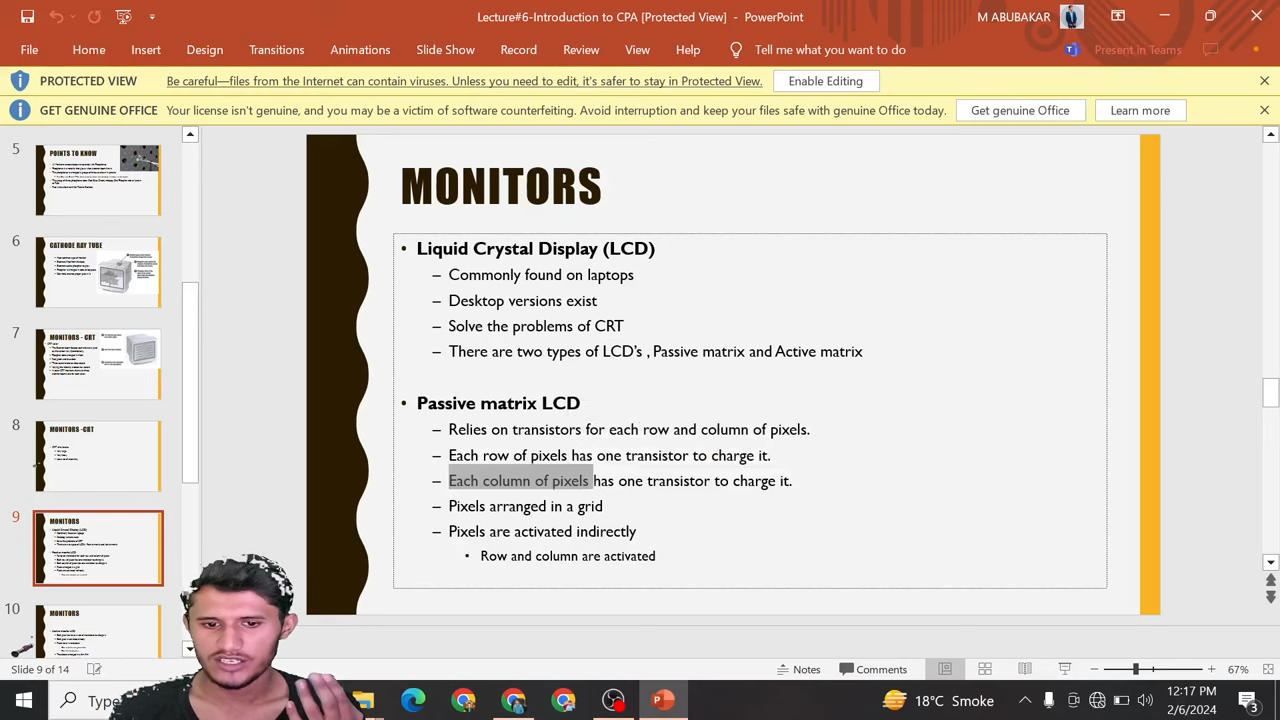 Lecture#6-Introduction to CPA [Protected View] - PowerPoint
M ABUBAKAR
File Home Insert Design Transitions Animations Slide Show Record Review View Help Tell me what you want to do Present in Teams
PROTECTED VIEW Be careful—files from the Internet can contain viruses. Unless you need to edit, it's safer to stay in Protected View. Enable Editing
GET GENUINE OFFICE Your license isn't genuine, and you may be a victim of software counterfeiting. Avoid interruption and keep your files safe with genuine Office today. Get genuine Office Learn more
5
POINTS TO KNOW
6
CATHODE RAY TUBE
7
MONITORS - CRT
8
MONITORS -CRT
9
MONITORS
10
MONITORS
MONITORS
• Liquid Crystal Display (LCD)
– Commonly found on laptops
– Desktop versions exist
– Solve the problems of CRT
– There are two types of LCD's , Passive matrix and Active matrix
• Passive matrix LCD
– Relies on transistors for each row and column of pixels.
– Each row of pixels has one transistor to charge it.
– Each column of pixels has one transistor to charge it.
– Pixels arranged in a grid
– Pixels are activated indirectly
• Row and column are activated
Slide 9 of 14
Notes Comments 67%
Type
18°C Smoke
12:17 PM
2/6/2024
3